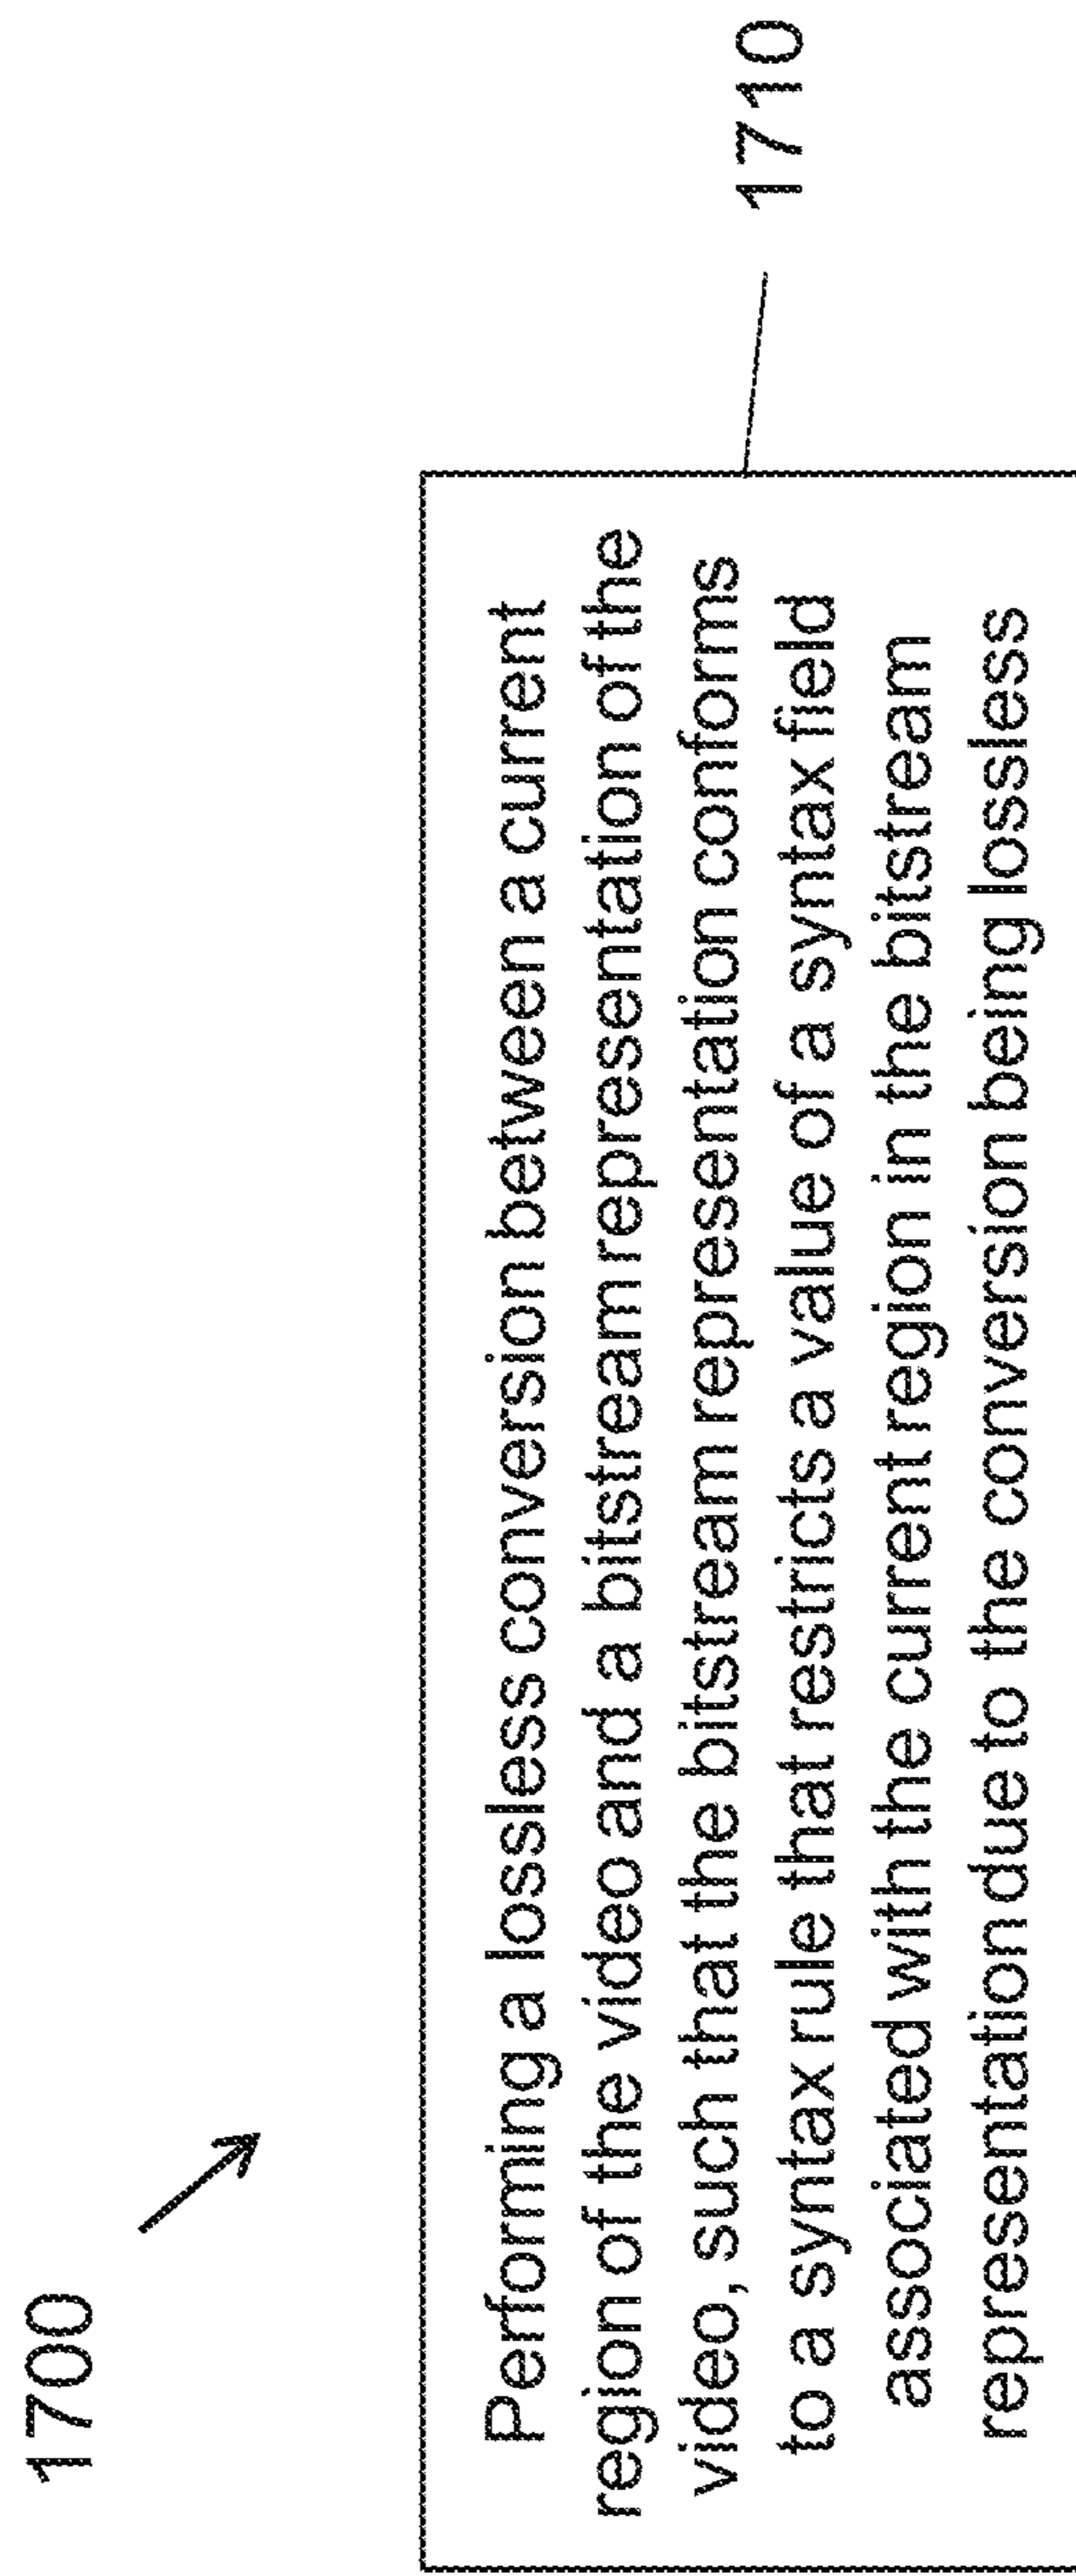 1700
Performing a lossless conversion between a current
region of the video and a bitstream representation of the
video, such that the bitstream representation conforms
to a syntax rule that restricts a value of a syntax field
associated with the current region in the bitstream
representation due to the conversion being lossless
1710